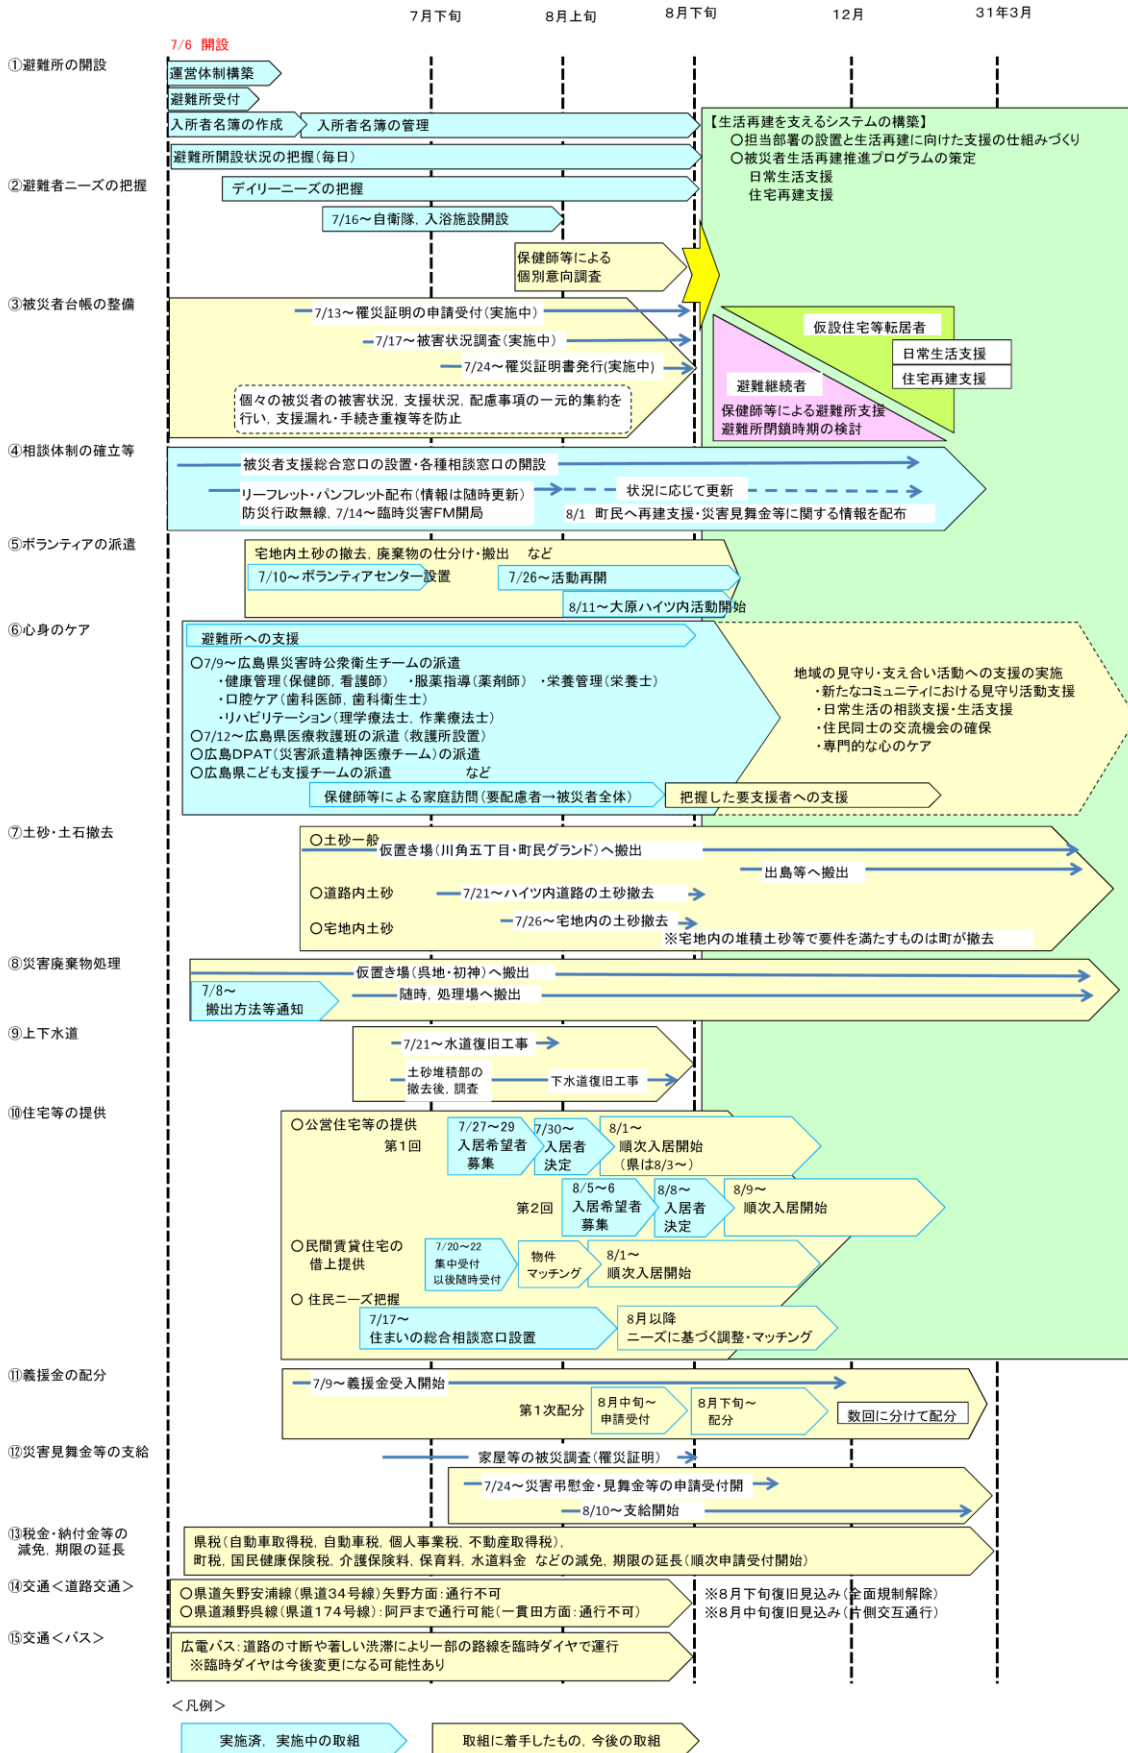 7月下旬
8月上旬
8月下旬
12月
31年3月
7/6 開設
①避難所の開設
運営体制構築
避難所受付
入所者名簿の作成
入所者名簿の管理
避難所開設状況の把握(毎日)
【生活再建を支えるシステムの構築】
○担当部署の設置と生活再建に向けた支援の仕組みづくり
○被災者生活再建推進プログラムの策定
日常生活支援
住宅再建支援
②避難者ニーズの把握
デイリーニーズの把握
7/16～自衛隊, 入浴施設開設
保健師等による
個別意向調査
③被災者台帳の整備
7/13～罹災証明の申請受付(実施中)
7/17～被害状況調査(実施中)
7/24～罹災証明書発行(実施中)
個々の被災者の被害状況, 支援状況, 配慮事項の一元的集約を
行い, 支援漏れ・手続き重複等を防止
仮設住宅等転居者
日常生活支援
住宅再建支援
避難継続者
保健師等による避難所支援
避難所閉鎖時期の検討
④相談体制の確立等
被災者支援総合窓口の設置・各種相談窓口の開設
リーフレット・パンフレット配布(情報は随時更新)
防災行政無線, 7/14～臨時災害FM開局
状況に応じて更新
8/1 町民へ再建支援・災害見舞金等に関する情報を配布
⑤ボランティアの派遣
宅地内土砂の撤去, 廃棄物の仕分け・搬出 など
7/10～ボランティアセンター設置
7/26～活動再開
8/11～大原ハイツ内活動開始
⑥心身のケア
避難所への支援
○7/9～広島県災害時公衆衛生チームの派遣
・健康管理(保健師, 看護師) ・服薬指導(薬剤師) ・栄養管理(栄養士)
・口腔ケア(歯科医師, 歯科衛生士)
・リハビリテーション(理学療法士, 作業療法士)
○7/12～広島県医療救護班の派遣(救護所設置)
○広島DPAT(災害派遣精神医療チーム)の派遣
○広島県こども支援チームの派遣 など
保健師等による家庭訪問(要配慮者→被災者全体)
把握した要支援者への支援
地域の見守り・支え合い活動への支援の実施
・新たなコミュニティにおける見守り活動支援
・日常生活の相談支援・生活支援
・住民同士の交流機会の確保
・専門的な心のケア
⑦土砂・土石撤去
○土砂一般
仮置き場(川角五丁目・町民グランド)へ搬出
出島等へ搬出
○道路内土砂
7/21～ハイツ内道路の土砂撤去
○宅地内土砂
7/26～宅地内の土砂撤去
※宅地内の堆積土砂等で要件を満たすものは町が撤去
⑧災害廃棄物処理
仮置き場(呉地・初神)へ搬出
7/8～
搬出方法等通知
随時, 処理場へ搬出
⑨上下水道
7/21～水道復旧工事
土砂堆積部の
撤去後, 調査
下水道復旧工事
⑩住宅等の提供
○公営住宅等の提供
第1回
7/27～29
入居希望者
募集
7/30～
入居者
決定
8/1～
順次入居開始
(県は8/3～)
第2回
8/5～6
入居希望者
募集
8/8～
入居者
決定
8/9～
順次入居開始
○民間賃貸住宅の
借上提供
7/20～22
集中受付
以後随時受付
物件
マッチング
8/1～
順次入居開始
○ 住民ニーズ把握
7/17～
住まいの総合相談窓口設置
8月以降
ニーズに基づく調整・マッチング
⑪義援金の配分
7/9～義援金受入開始
第1次配分
8月中旬～
申請受付
8月下旬～
配分
数回に分けて配分
⑫災害見舞金等の支給
家屋等の被災調査(罹災証明)
7/24～災害弔慰金・見舞金等の申請受付開
8/10～支給開始
⑬税金・納付金等の
減免, 期限の延長
県税(自動車取得税, 自動車税, 個人事業税, 不動産取得税),
町税, 国民健康保険税, 介護保険料, 保育料, 水道料金 などの減免, 期限の延長(順次申請受付開始)
⑭交通＜道路交通＞
○県道矢野安浦線(県道34号線)矢野方面:通行不可
○県道瀬野呉線(県道174号線):阿戸まで通行可能(一貫田方面:通行不可)
※8月下旬復旧見込み(全面規制解除)
※8月中旬復旧見込み(片側交互通行)
⑮交通＜バス＞
広電バス:道路の寸断や著しい渋滞により一部の路線を臨時ダイヤで運行
※臨時ダイヤは今後変更になる可能性あり
＜凡例＞
実施済, 実施中の取組
取組に着手したもの, 今後の取組